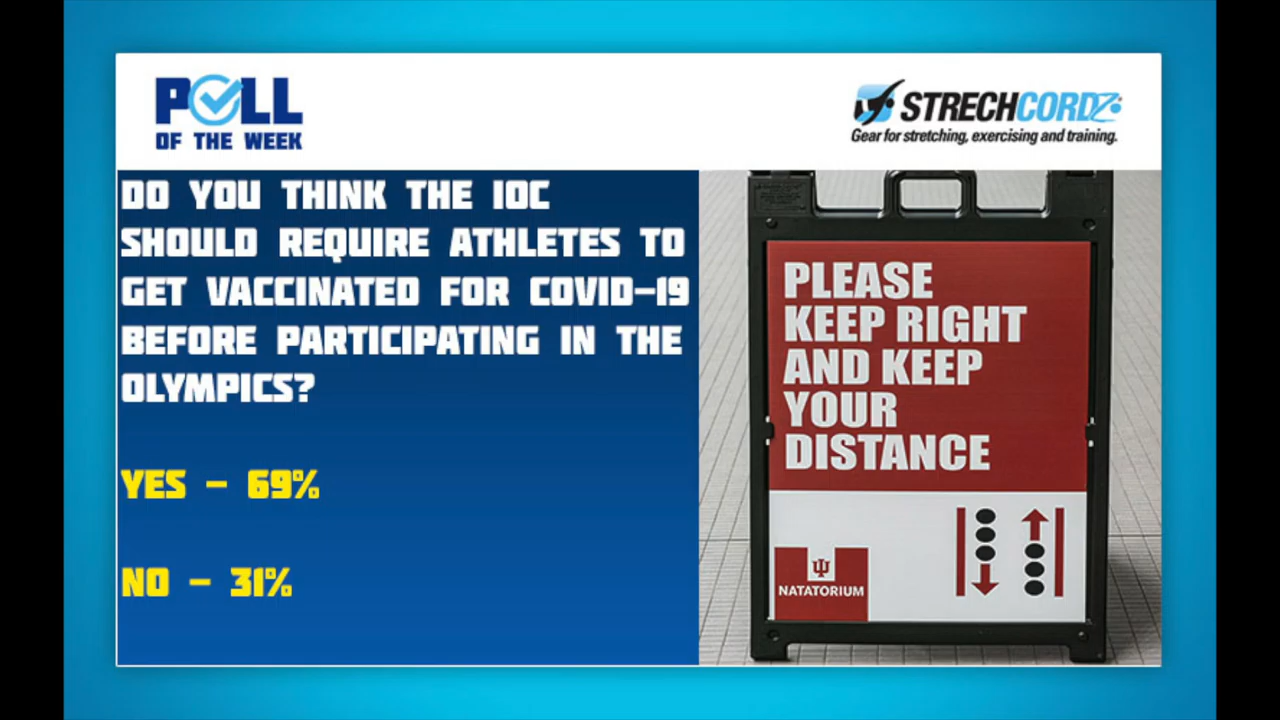 POLL
OF THE WEEK
STRECHCORDZ
Gear for stretching, exercising and training.
DO YOU THINK THE IOC
SHOULD REQUIRE ATHLETES TO
GET VACCINATED FOR COVID-19
BEFORE PARTICIPATING IN THE
OLYMPICS?
YES - 69%
NO - 31%
PLEASE
KEEP RIGHT
AND KEEP
YOUR
DISTANCE
NATATORIUM